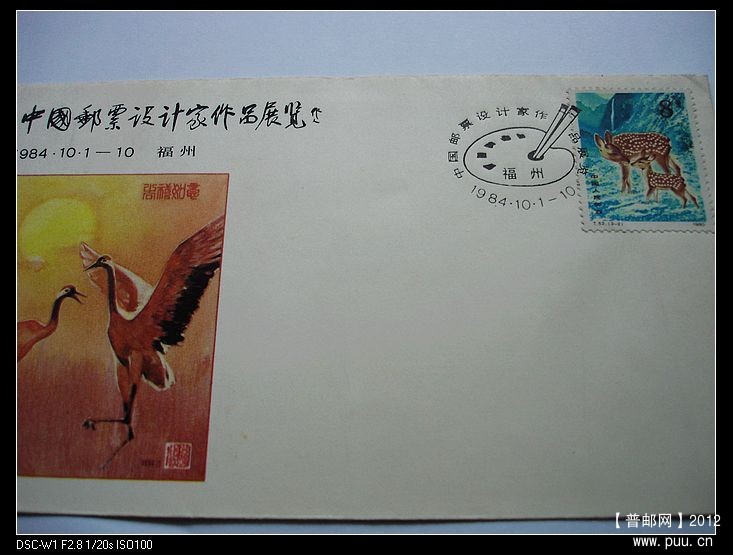 中國郵票设计家作品展览
1984·10·1—10 福州
中国邮票设计家作品展览
福州
1984·10·1—10
8
1980
DSC-W1 F2.8 1/20s ISO100
【普邮网】2012
www.puu.cn